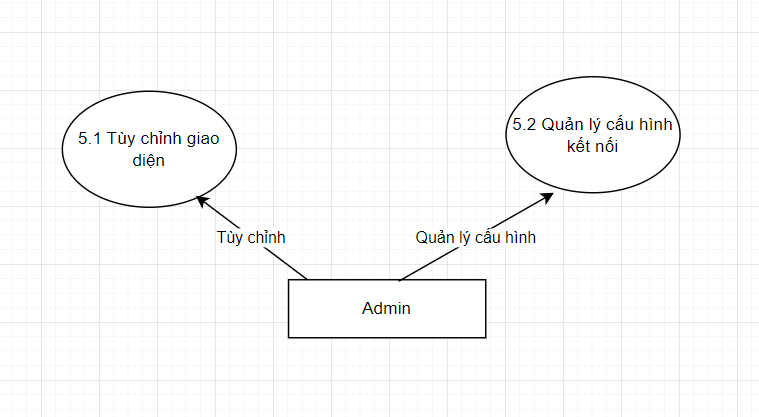 5.1 Tùy chỉnh giao
diện
5.2 Quản lý cấu hình
kết nối
Tùy chỉnh
Quản lý cấu hình
Admin